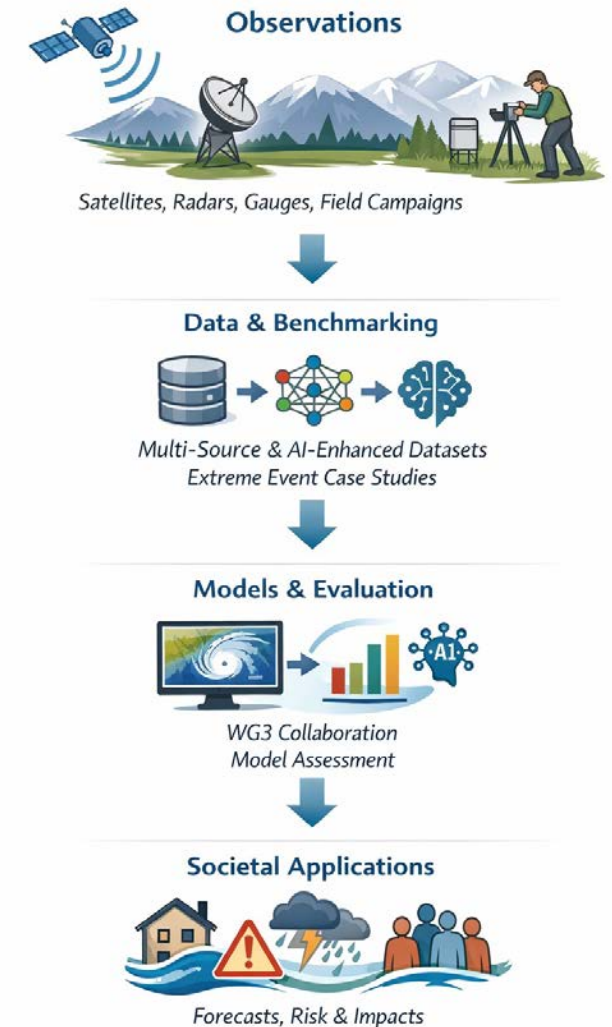 Observations
Satellites, Radars, Gauges, Field Campaigns
Data & Benchmarking
Multi-Source & AI-Enhanced Datasets
Extreme Event Case Studies
Models & Evaluation
A1
WG3 Collaboration
Model Assessment
Societal Applications
Forecasts, Risk & Impacts